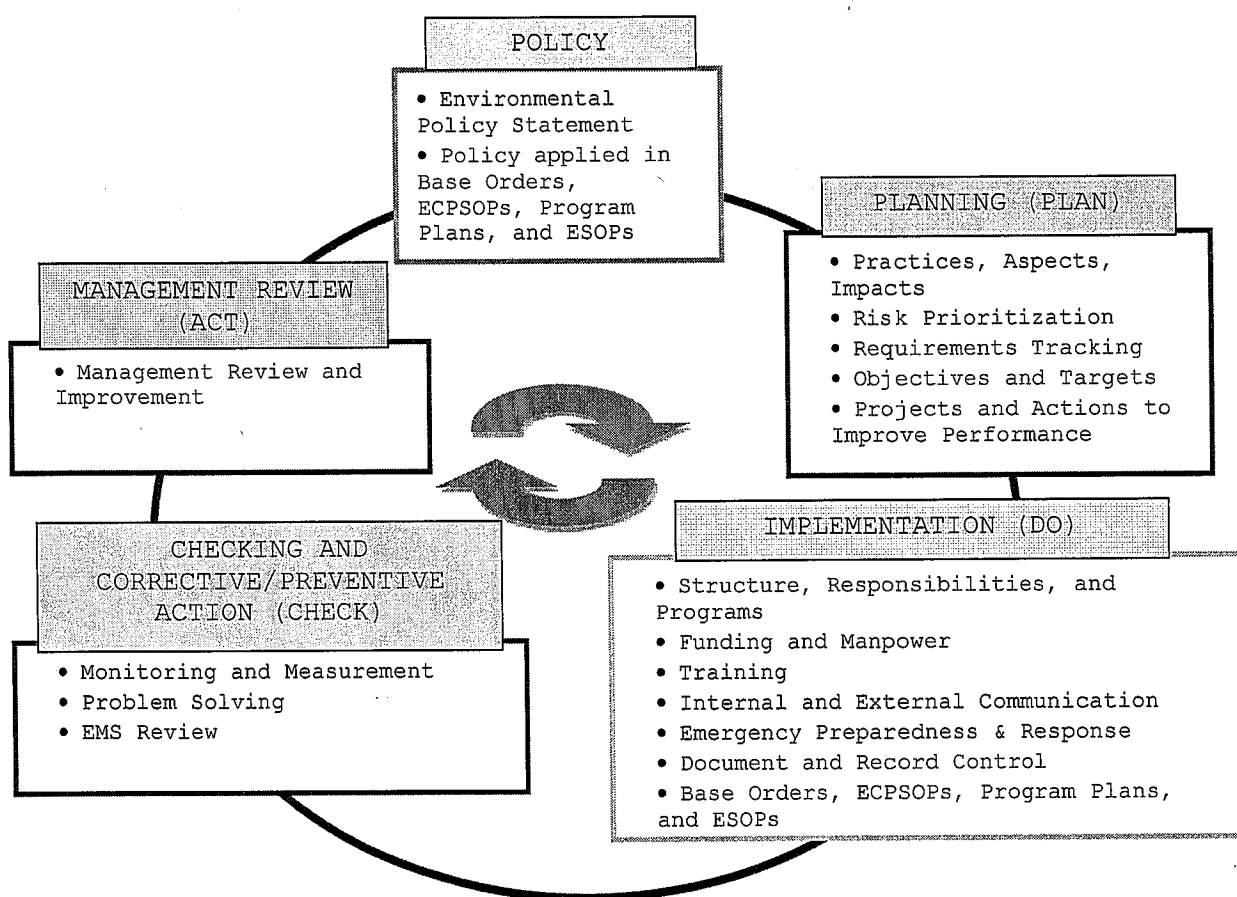 POLICY
• Environmental
Policy Statement
• Policy applied in
Base Orders,
ECPSOPs, Program
Plans, and ESOPs
PLANNING (PLAN)
• Practices, Aspects,
Impacts
• Risk Prioritization
• Requirements Tracking
• Objectives and Targets
• Projects and Actions to
Improve Performance
IMPLEMENTATION (DO)
• Structure, Responsibilities, and
Programs
• Funding and Manpower
• Training
• Internal and External Communication
• Emergency Preparedness & Response
• Document and Record Control
• Base Orders, ECPSOPs, Program Plans,
and ESOPs
CHECKING AND
CORRECTIVE/PREVENTIVE
ACTION (CHECK)
• Monitoring and Measurement
• Problem Solving
• EMS Review
MANAGEMENT REVIEW
(ACT)
• Management Review and
Improvement